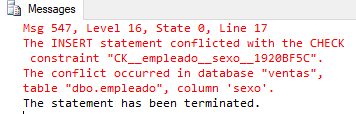 Messages
Msg 547, Level 16, State 0, Line 17
The INSERT statement conflicted with the CHECK
constraint "CK__empleado__sexo__1920BF5C".
The conflict occurred in database "ventas",
table "dbo.empleado", column 'sexo'.
The statement has been terminated.